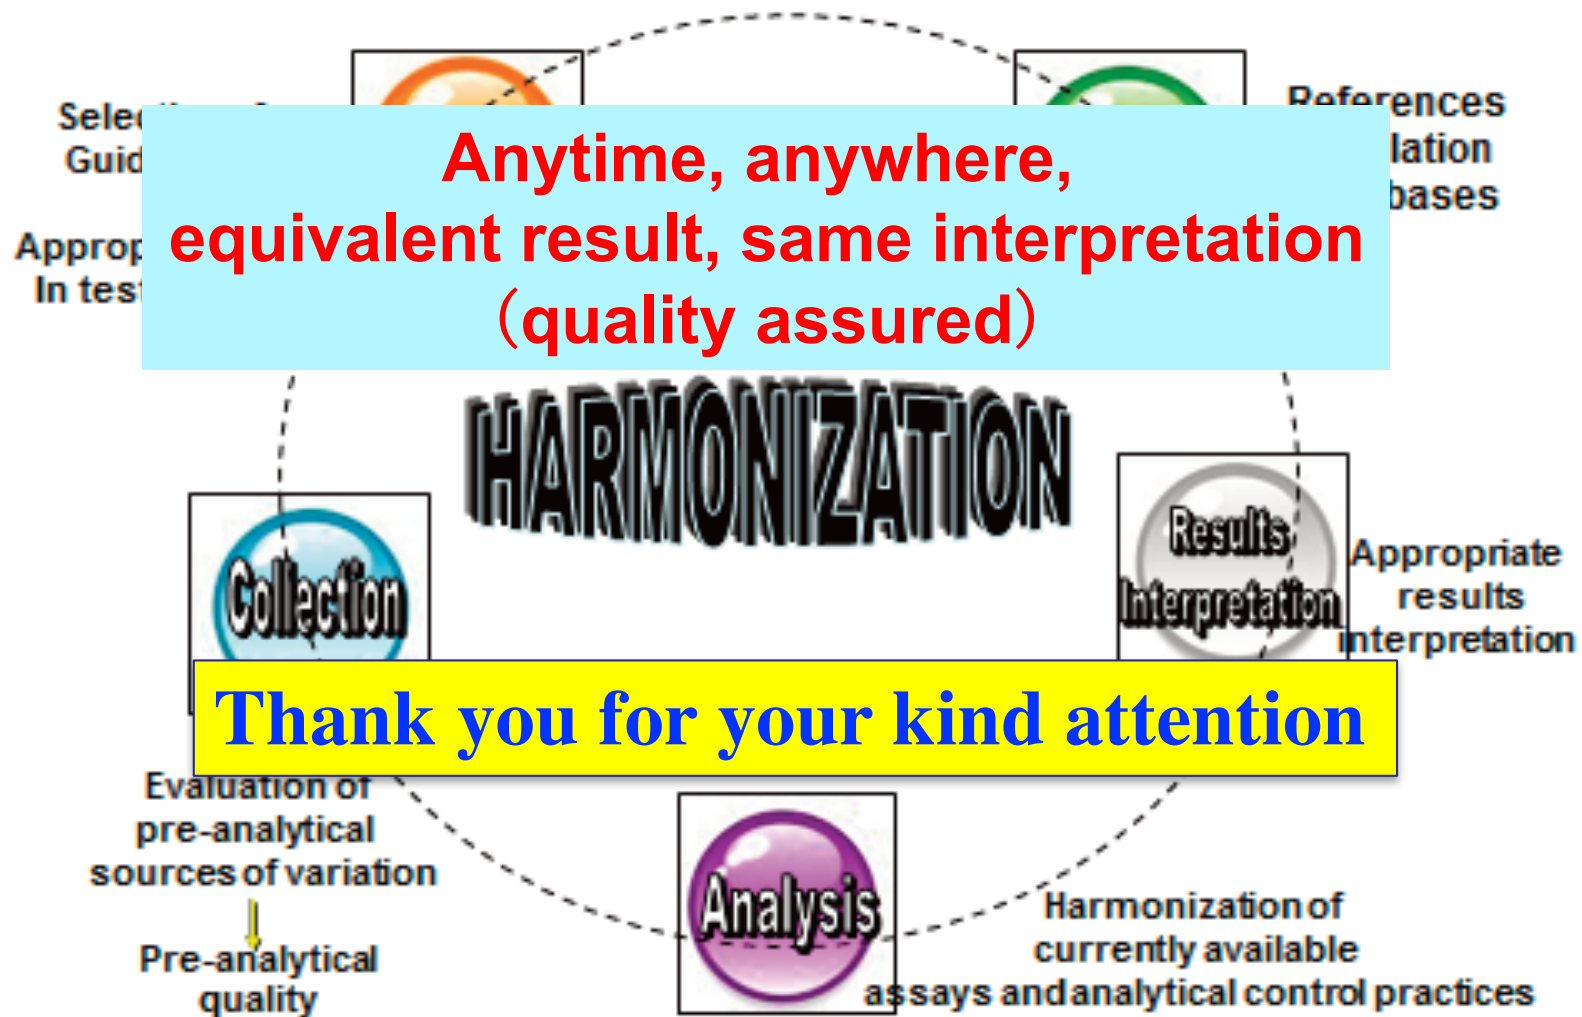 References
Anytime, anywhere,
equivalent result, same interpretation
（quality assured）
HARMONIZATION
Collection
Results
Interpretation
Appropriate
results
interpretation
Thank you for your kind attention
Evaluation of
pre-analytical
sources of variation
Pre-analytical
quality
Analysis
Harmonization of
currently available
assays and analytical control practices